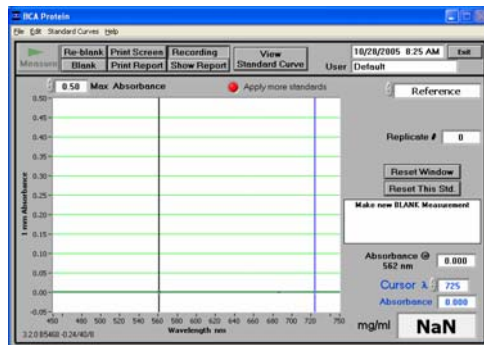 BCA Protein
File Edit Standard Curves Help
Measure Re-blank Print Screen Recording View Standard Curve 10/28/2005 8:25 AM Exit
Blank Print Report Show Report User Default
0.50 Max Absorbance Apply more standards Reference
0.50
0.45
0.40
0.35
0.30
0.25
0.20
0.15
0.10
0.05
0.00
-0.05
1 mm Absorbance
450 480 500 520 540 560 580 600 620 640 660 680 700 720 750
Wavelength nm
Replicate # 0
Reset Window
Reset This Std.
Make new BLANK Measurement
Absorbance @ 562 nm 0.000
Cursor λ 725
Absorbance 0.000
mg/ml NaN